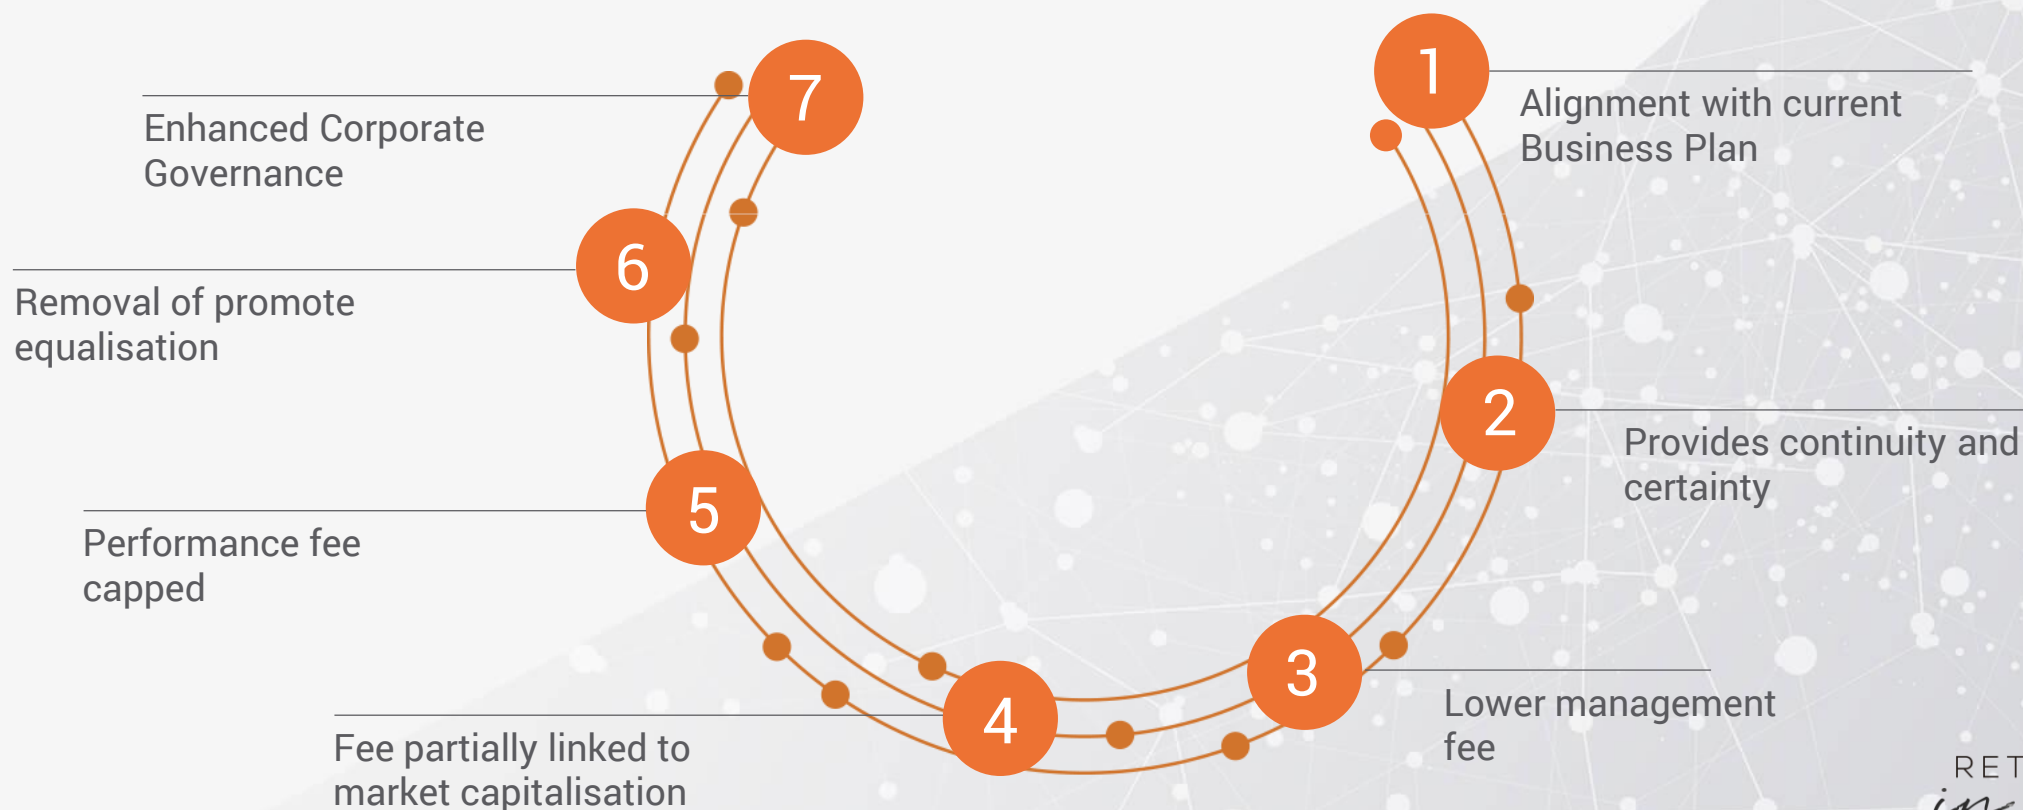 1
Alignment with current
Business Plan
2
Provides continuity and
certainty
3
Lower management
fee
4
Fee partially linked to
market capitalisation
5
Performance fee
capped
6
Removal of promote
equalisation
7
Enhanced Corporate
Governance
RET
in